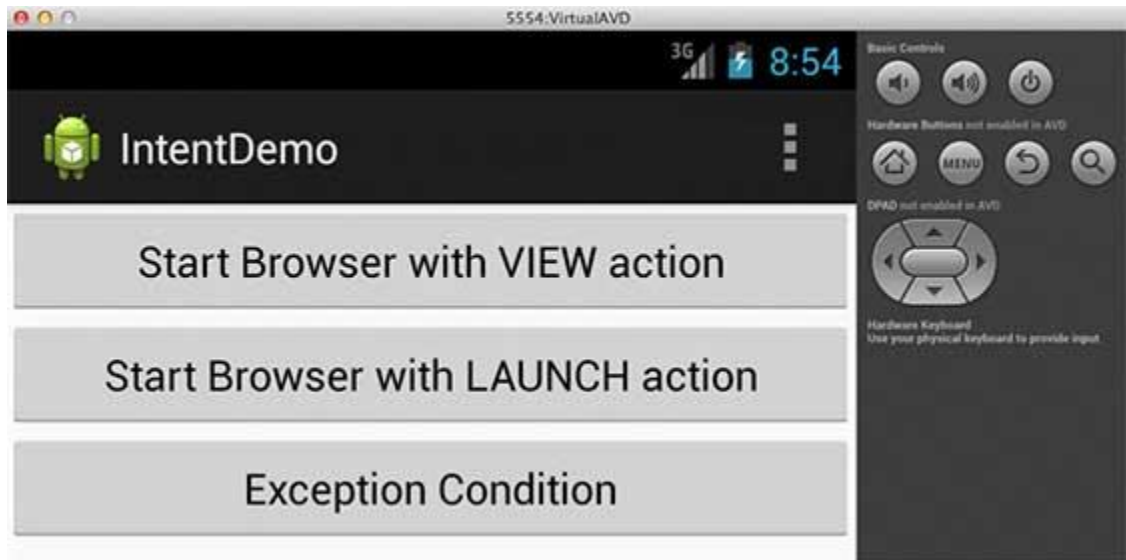 5554:VirtualAVD
3G 8:54
IntentDemo
Start Browser with VIEW action
Start Browser with LAUNCH action
Exception Condition
Basic Controls
Hardware Buttons not enabled in AVD
MENU
DPAD not enabled in AVD
Hardware Keyboard
Use your physical keyboard to provide input